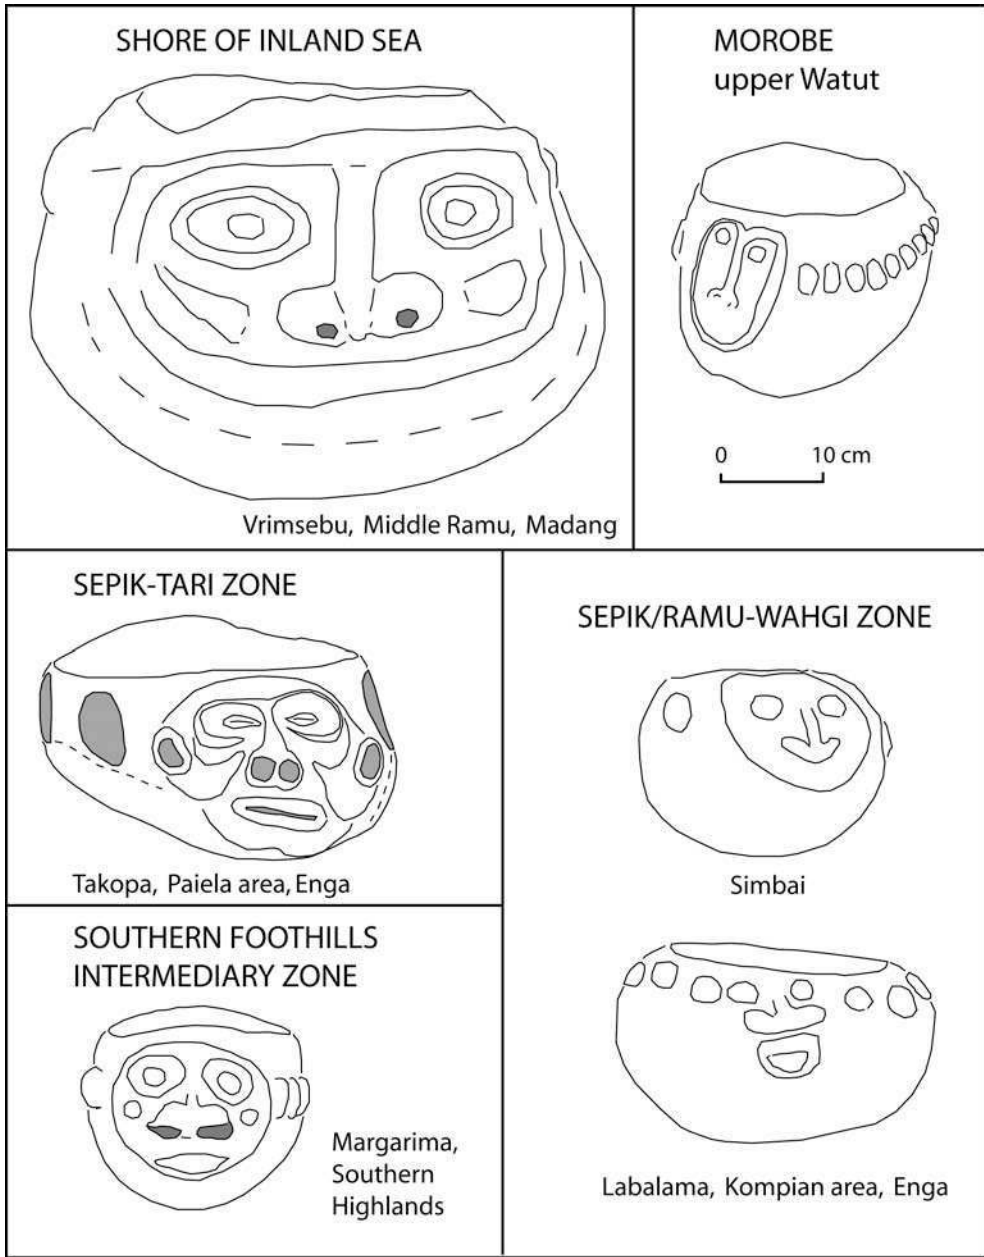 SHORE OF INLAND SEA
Vrimsebu, Middle Ramu, Madang
MOROBE
upper Watut
0 10 cm
SEPIK-TARI ZONE
Takopa, Paiela area, Enga
SEPIK/RAMU-WAHGI ZONE
Simbai
Labalama, Kompian area, Enga
SOUTHERN FOOTHILLS
INTERMEDIARY ZONE
Margarima,
Southern
Highlands